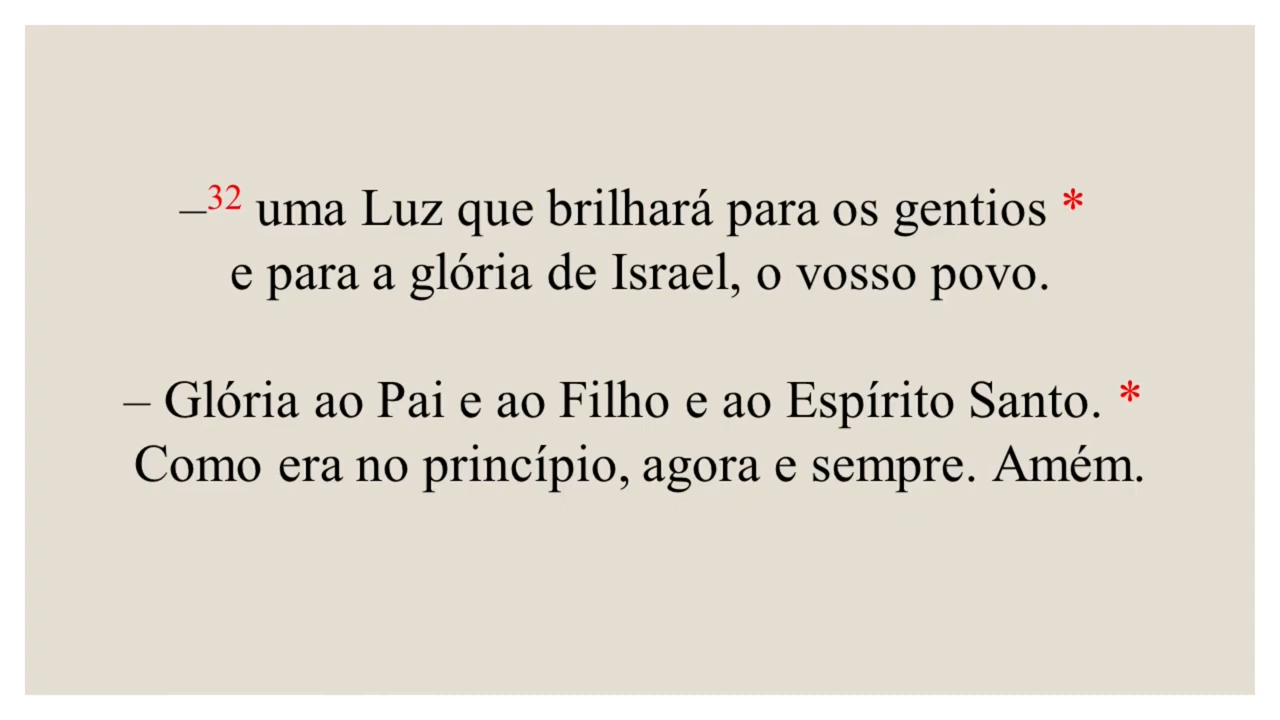 –32 uma Luz que brilhará para os gentios *
e para a glória de Israel, o vosso povo.
– Glória ao Pai e ao Filho e ao Espírito Santo. *
Como era no princípio, agora e sempre. Amém.